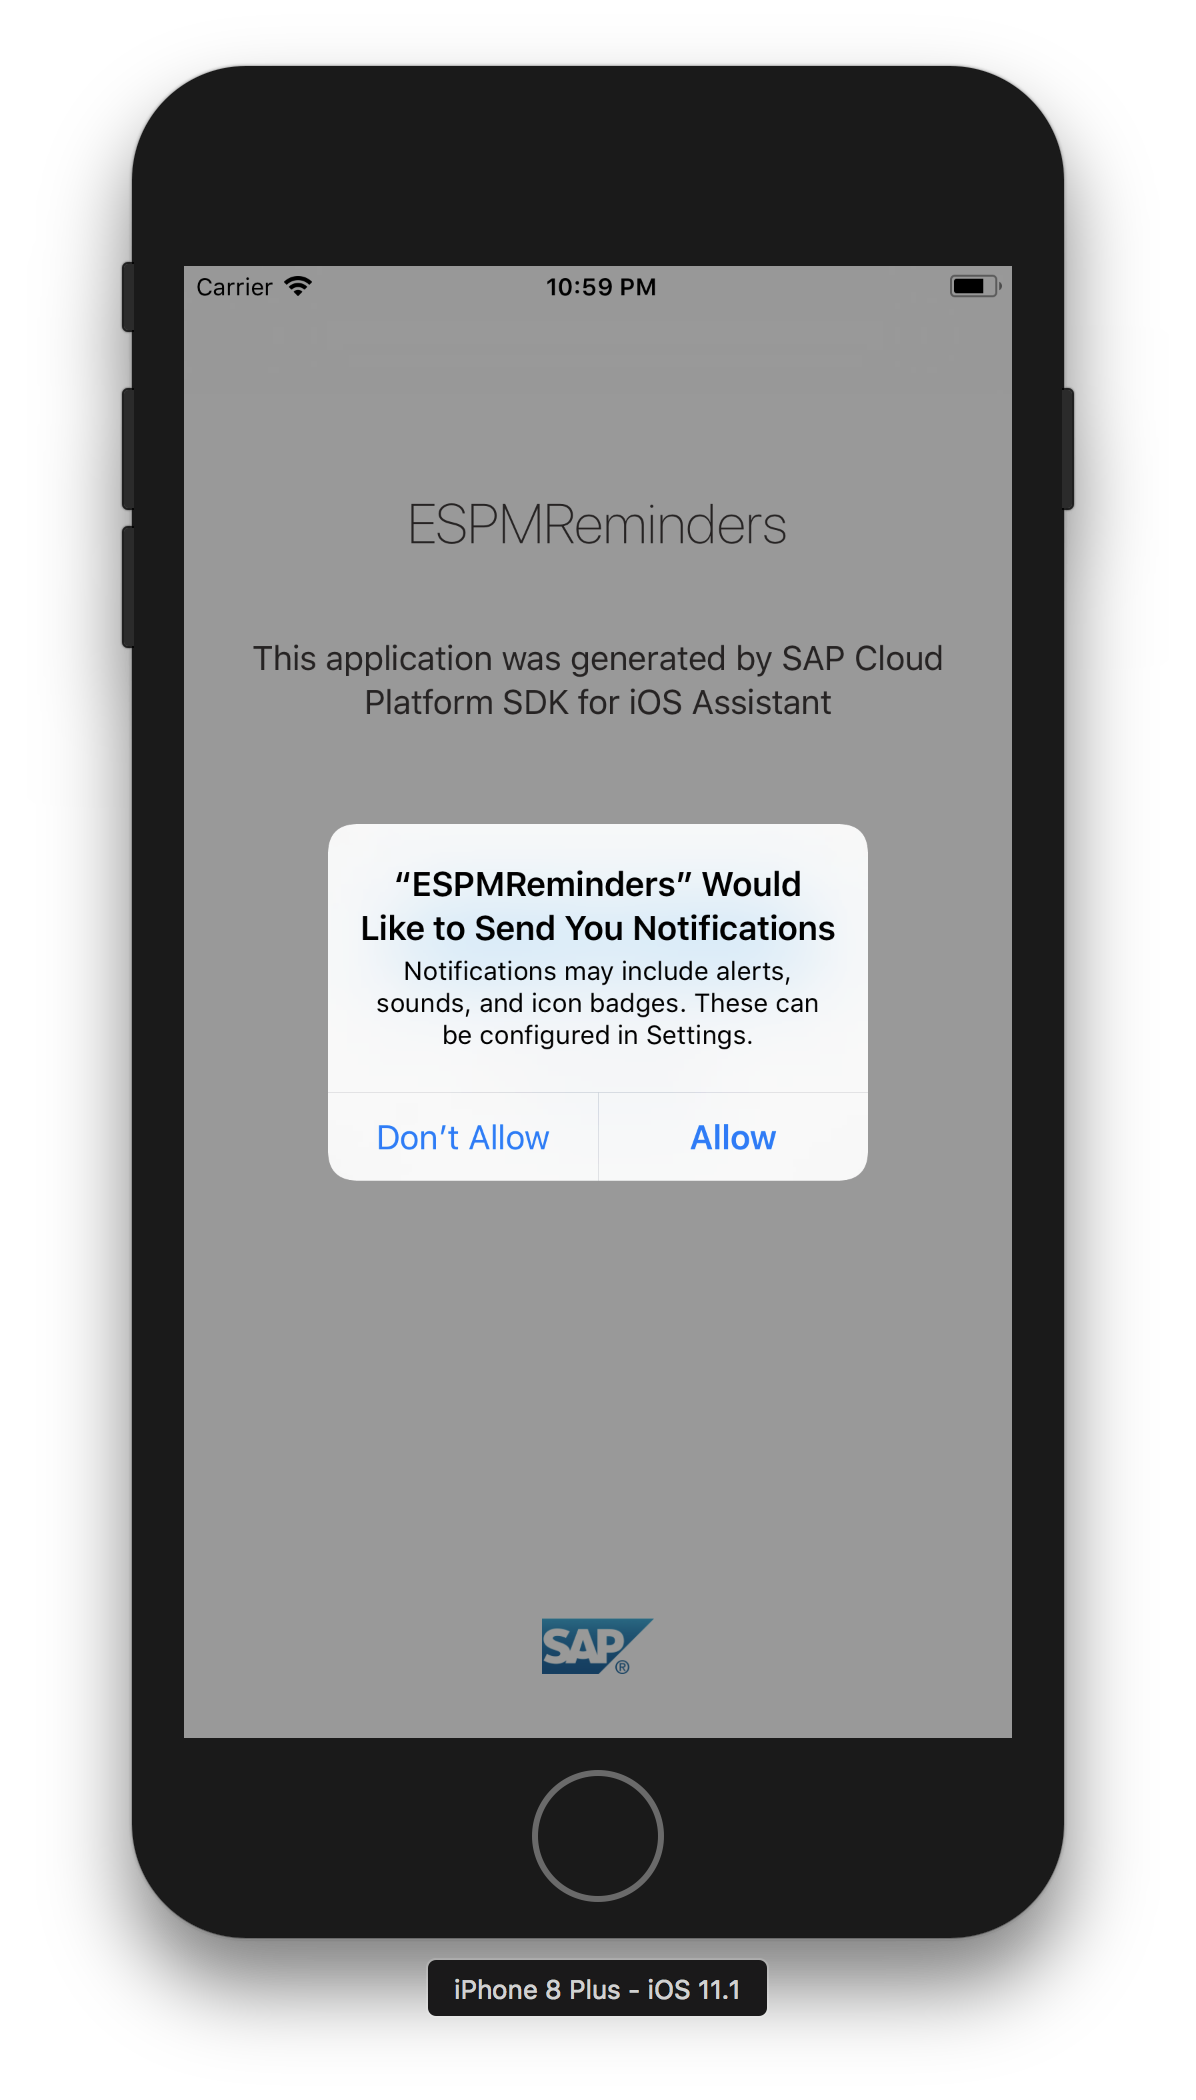 Carrier 10:59 PM
ESPMReminders
This application was generated by SAP Cloud
Platform SDK for iOS Assistant
“ESPMReminders” Would
Like to Send You Notifications
Notifications may include alerts,
sounds, and icon badges. These can
be configured in Settings.
Don’t Allow Allow
SAP®
iPhone 8 Plus - iOS 11.1